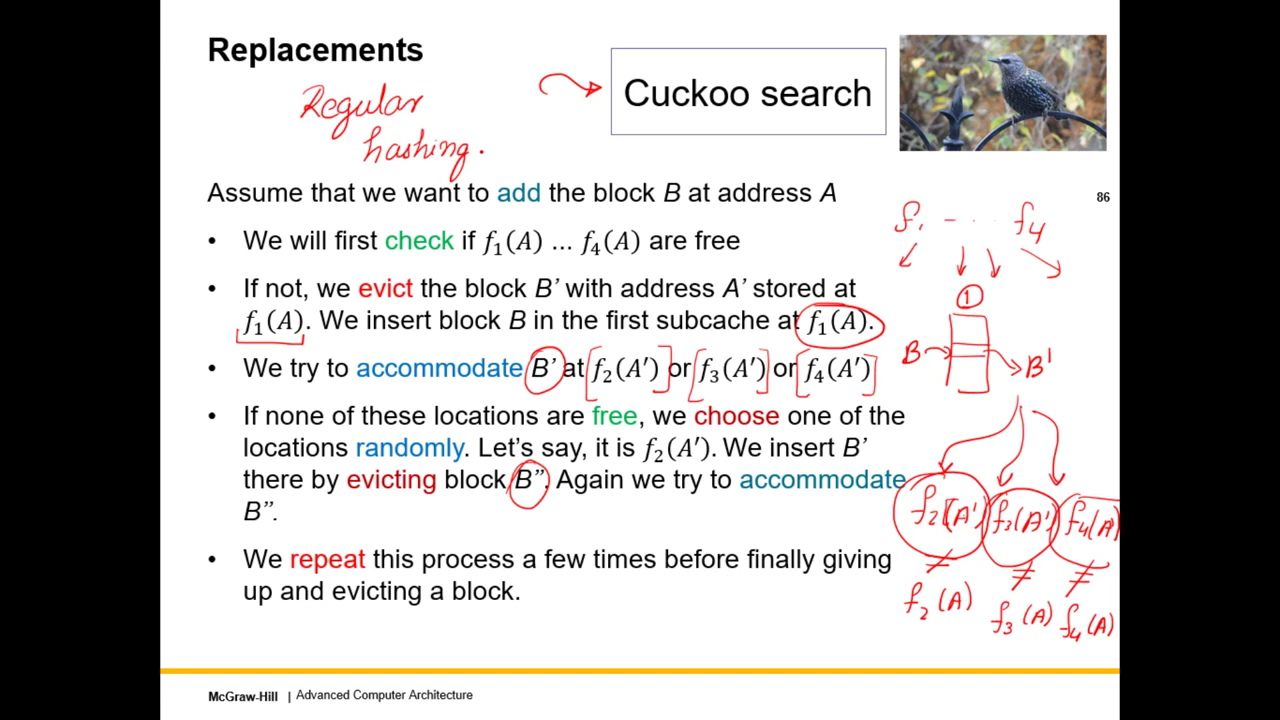 Replacements
Regular
hashing.
Cuckoo search
Assume that we want to add the block B at address A
86
• We will first check if f₁(A) … f₄(A) are free
• If not, we evict the block B’ with address A’ stored at
f₁(A). We insert block B in the first subcache at f₁(A).
• We try to accommodate B’ at f₂(A′) or f₃(A′) or f₄(A′)
• If none of these locations are free, we choose one of the
locations randomly. Let’s say, it is f₂(A′). We insert B’
there by evicting block B”. Again we try to accommodate
B”.
• We repeat this process a few times before finally giving
up and evicting a block.
f₁ - · · f₄
1
B B'
f₂(A') f₃(A') f₄(A')
≠ ≠ ≠
f₂(A) f₃(A) f₄(A)
McGraw-Hill | Advanced Computer Architecture